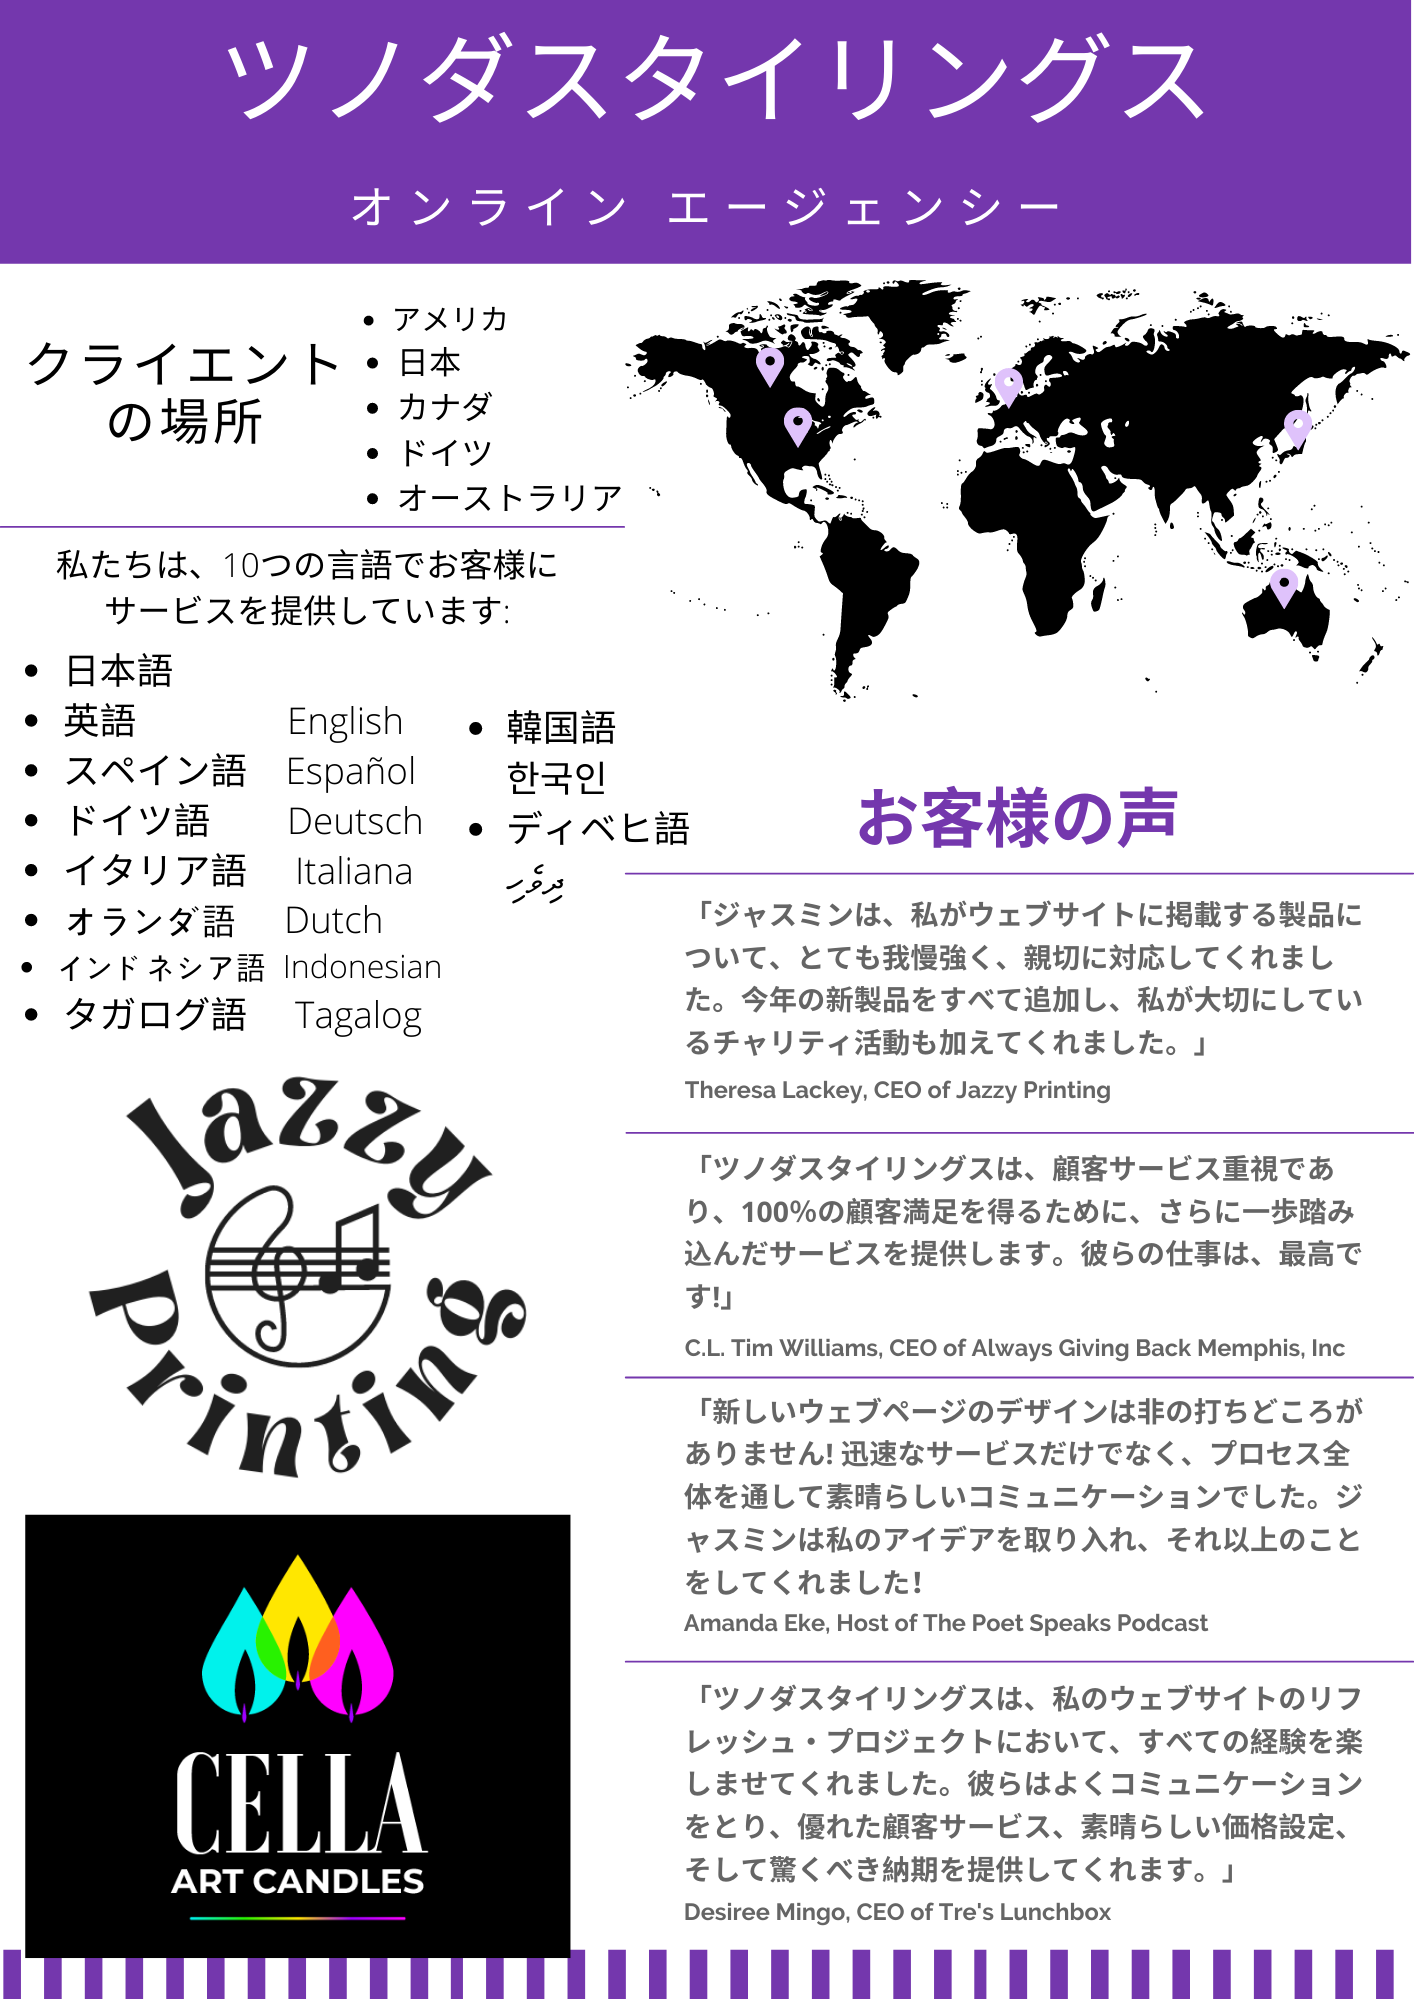 ツノダスタイリングス
オンライン エージェンシー
クライエント
の場所
• アメリカ
• 日本
• カナダ
• ドイツ
• オーストラリア
私たちは、10つの言語でお客様に
サービスを提供しています:
• 日本語
• 英語 English
• スペイン語 Español
• ドイツ語 Deutsch
• イタリア語 Italiana
• オランダ語 Dutch
• インドネシア語 Indonesian
• タガログ語 Tagalog
• 韓国語
한국인
• ディベヒ語
ދިވެހި
Jazzy
Printing
CELLA
ART CANDLES
お客様の声
「ジャスミンは、私がウェブサイトに掲載する製品に
ついて、とても我慢強く、親切に対応してくれまし
た。今年の新製品をすべて追加し、私が大切にしてい
るチャリティ活動も加えてくれました。」
Theresa Lackey, CEO of Jazzy Printing
「ツノダスタイリングスは、顧客サービス重視であ
り、100%の顧客満足を得るために、さらに一歩踏み
込んだサービスを提供します。彼らの仕事は、最高で
す!」
C.L. Tim Williams, CEO of Always Giving Back Memphis, Inc
「新しいウェブページのデザインは非の打ちどころが
ありません! 迅速なサービスだけでなく、プロセス全
体を通して素晴らしいコミュニケーションでした。ジ
ャスミンは私のアイデアを取り入れ、それ以上のこと
をしてくれました!
Amanda Eke, Host of The Poet Speaks Podcast
「ツノダスタイリングスは、私のウェブサイトのリフ
レッシュ・プロジェクトにおいて、すべての経験を楽
しませてくれました。彼らはよくコミュニケーション
をとり、優れた顧客サービス、素晴らしい価格設定、
そして驚くべき納期を提供してくれます。」
Desiree Mingo, CEO of Tre's Lunchbox